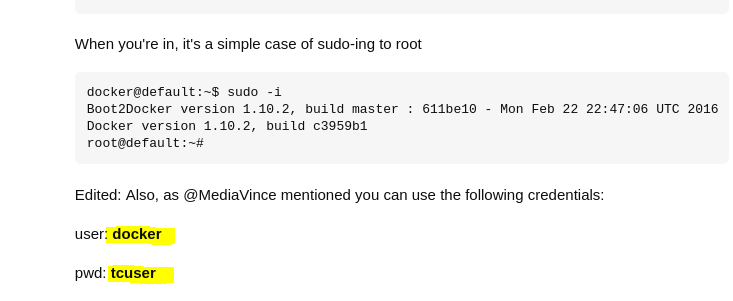 When you're in, it's a simple case of sudo-ing to root
docker@default:~$ sudo -i
Boot2Docker version 1.10.2, build master : 611be10 - Mon Feb 22 22:47:06 UTC 2016
Docker version 1.10.2, build c3959b1
root@default:~#
Edited: Also, as @MediaVince mentioned you can use the following credentials:
user: docker
pwd: tcuser